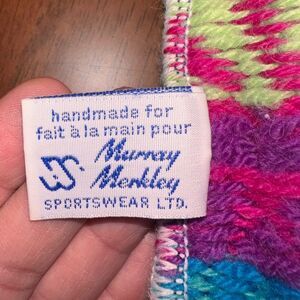 handmade for
fait à la main pour
Murray
Merkley
SPORTSWEAR LTD.